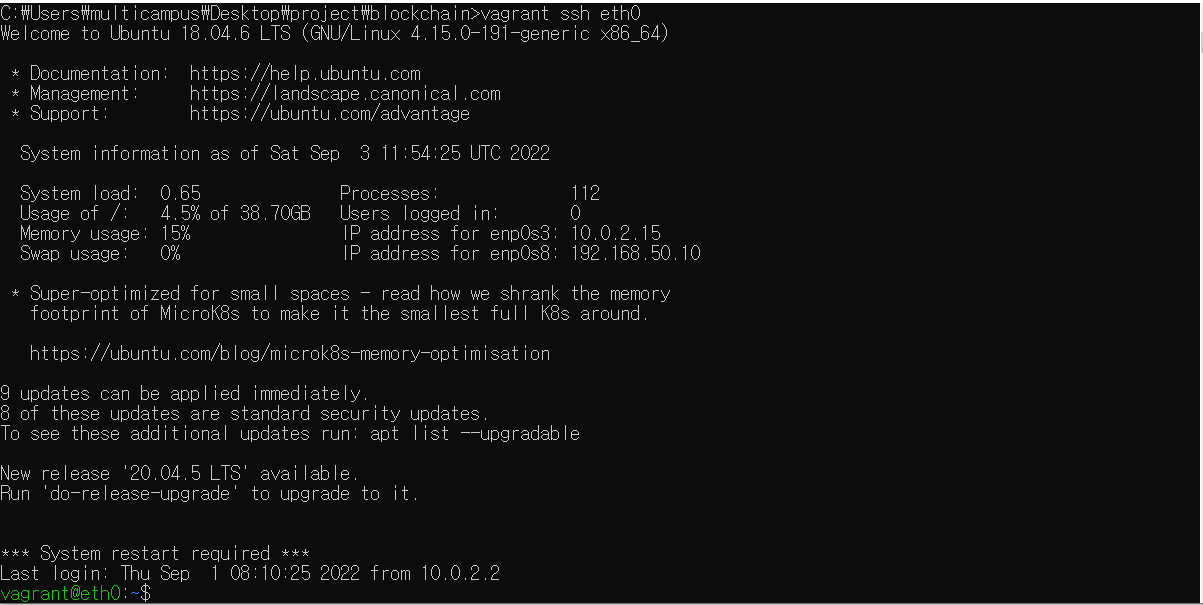 C:₩Users₩multicampus₩Desktop₩project₩blockchain>vagrant ssh eth0
Welcome to Ubuntu 18.04.6 LTS (GNU/Linux 4.15.0-191-generic x86_64)
* Documentation: https://help.ubuntu.com
* Management: https://landscape.canonical.com
* Support: https://ubuntu.com/advantage
System information as of Sat Sep 3 11:54:25 UTC 2022
System load: 0.65 Processes: 112
Usage of /: 4.5% of 38.70GB Users logged in: 0
Memory usage: 15% IP address for enp0s3: 10.0.2.15
Swap usage: 0% IP address for enp0s8: 192.168.50.10
* Super-optimized for small spaces - read how we shrank the memory
footprint of MicroK8s to make it the smallest full K8s around.
https://ubuntu.com/blog/microk8s-memory-optimisation
9 updates can be applied immediately.
8 of these updates are standard security updates.
To see these additional updates run: apt list --upgradable
New release '20.04.5 LTS' available.
Run 'do-release-upgrade' to upgrade to it.
*** System restart required ***
Last login: Thu Sep 1 08:10:25 2022 from 10.0.2.2
vagrant@eth0:~$